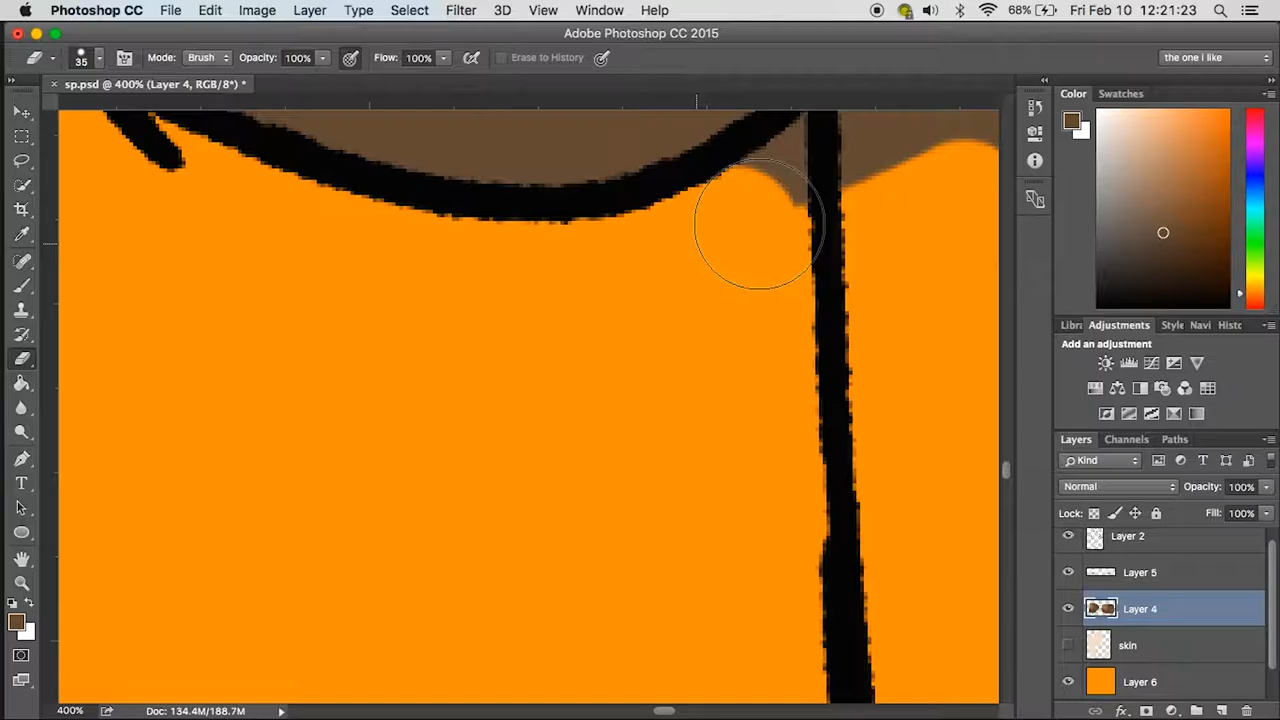 Photoshop CC File Edit Image Layer Type Select Filter 3D View Window Help 68% Fri Feb 10 12:21:23
Adobe Photoshop CC 2015
35 Mode: Brush Opacity: 100% Flow: 100% Erase to History the one i like
sp.psd @ 400% (Layer 4, RGB/8*) *
Color Swatches
Libra Adjustments Style Navi Histo
Add an adjustment
Layers Channels Paths
Kind
Normal Opacity: 100%
Lock: Fill: 100%
Layer 2
Layer 5
Layer 4
skin
Layer 6
400% Doc: 134.4M/188.7M